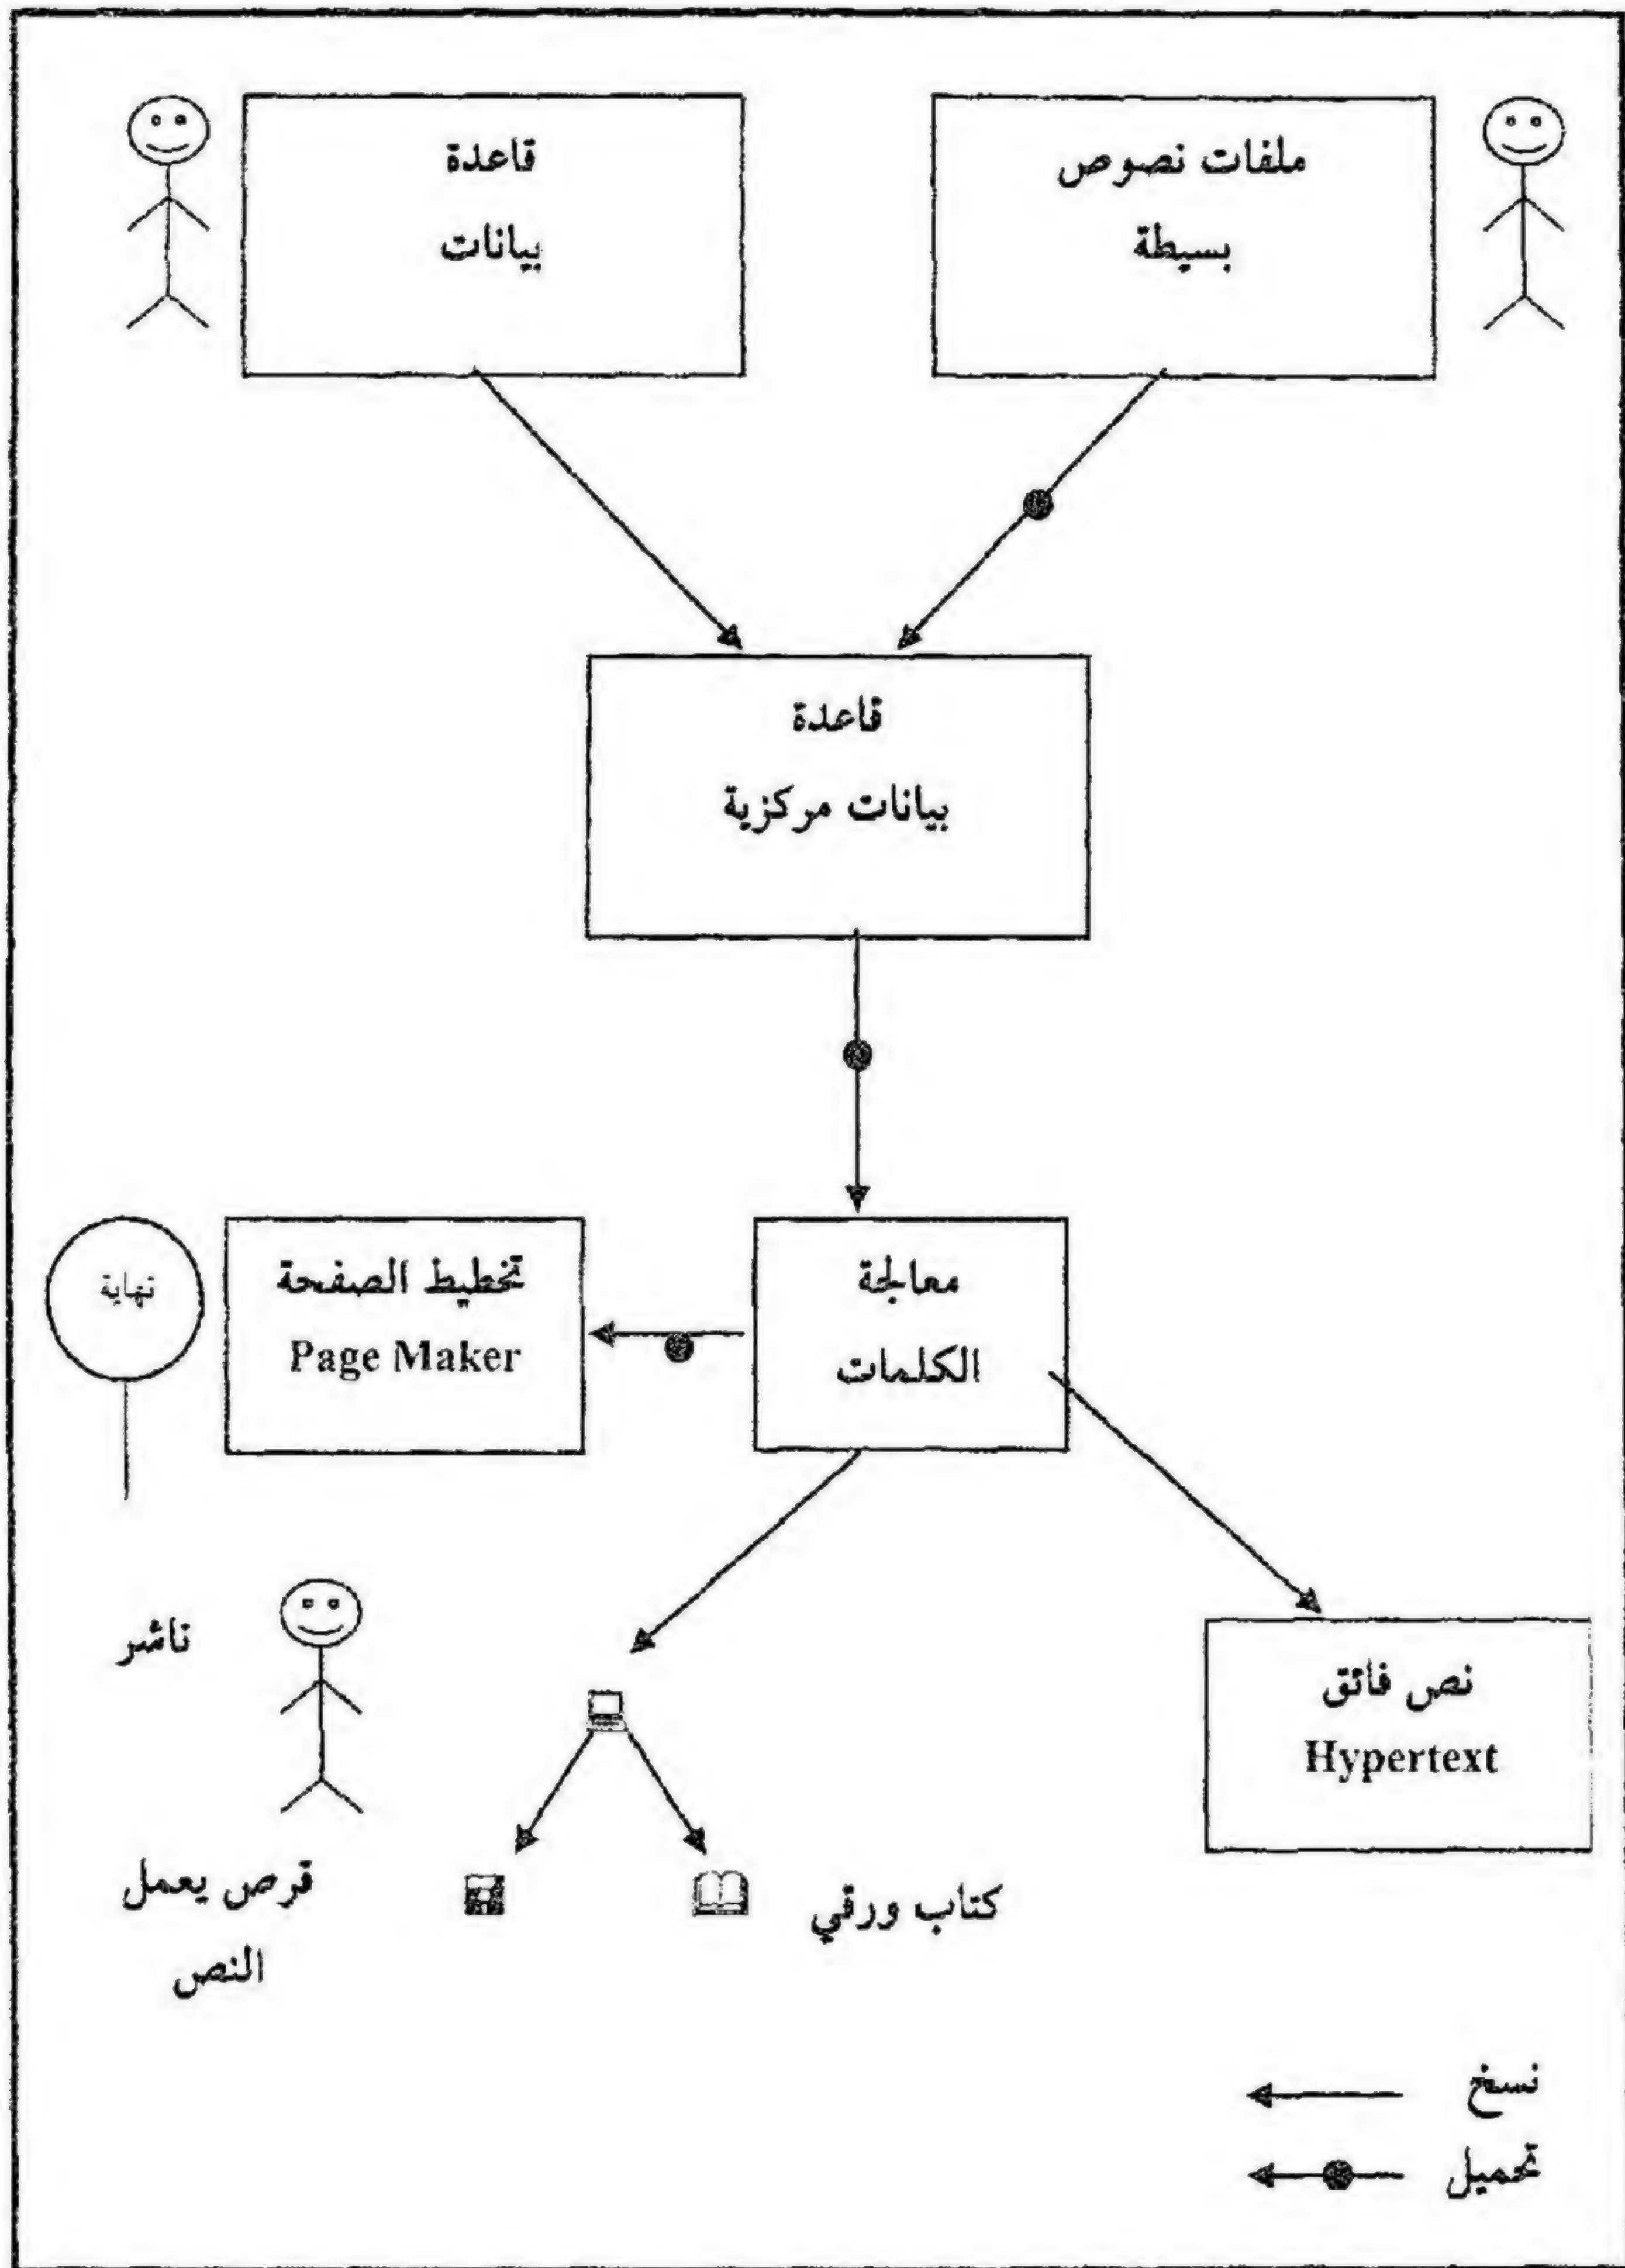 ملفات نصوص
بسيطة
قاعدة
بيانات
قاعدة
بيانات مركزية
معالجة
الكلمات
تخطيط الصفحة
Page Maker
نهاية
نص فائق
Hypertext
ناشر
كتاب ورقي
قرص يعمل
النص
نسخ
تحميل